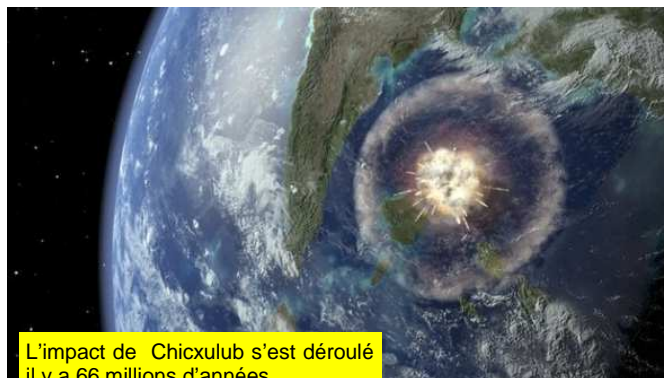 L'impact de Chicxulub s'est déroulé
il y a 66 millions d'années